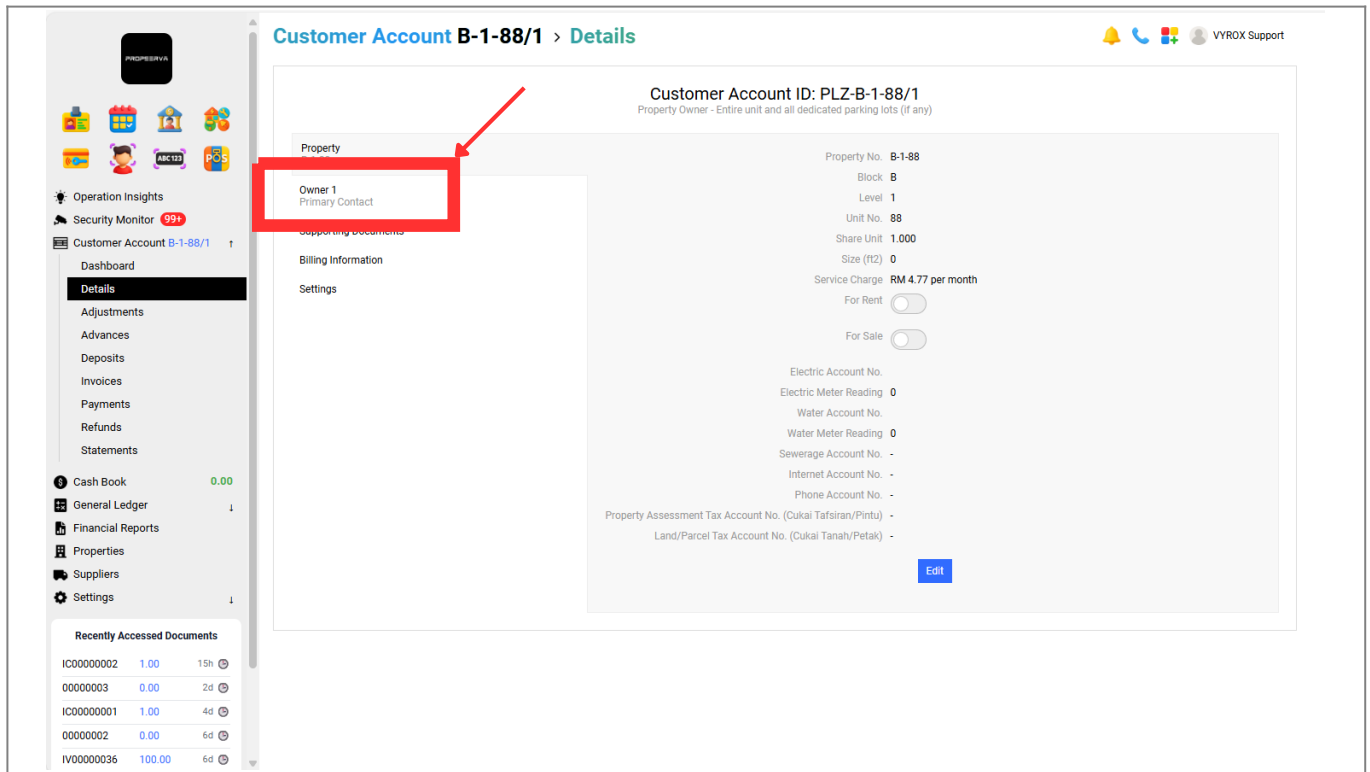 PROPERRVA
Customer Account B-1-88/1 › Details
VYROX Support
ABC 123
POS
Operation Insights
Security Monitor 99+
Customer Account B-1-88/1 ↑
Dashboard
Details
Adjustments
Advances
Deposits
Invoices
Payments
Refunds
Statements
Cash Book 0.00
General Ledger ↓
Financial Reports
Properties
Suppliers
Settings ↓
Recently Accessed Documents
IC00000002 1.00 15h
00000003 0.00 2d
IC00000001 1.00 4d
00000002 0.00 6d
IV00000036 100.00 6d
Customer Account ID: PLZ-B-1-88/1
Property Owner - Entire unit and all dedicated parking lots (if any)
Property
Owner 1
Primary Contact
Supporting Documents
Billing Information
Settings
Property No. B-1-88
Block B
Level 1
Unit No. 88
Share Unit 1.000
Size (ft2) 0
Service Charge RM 4.77 per month
For Rent
For Sale
Electric Account No.
Electric Meter Reading 0
Water Account No.
Water Meter Reading 0
Sewerage Account No. -
Internet Account No. -
Phone Account No. -
Property Assessment Tax Account No. (Cukai Tafsiran/Pintu) -
Land/Parcel Tax Account No. (Cukai Tanah/Petak) -
Edit